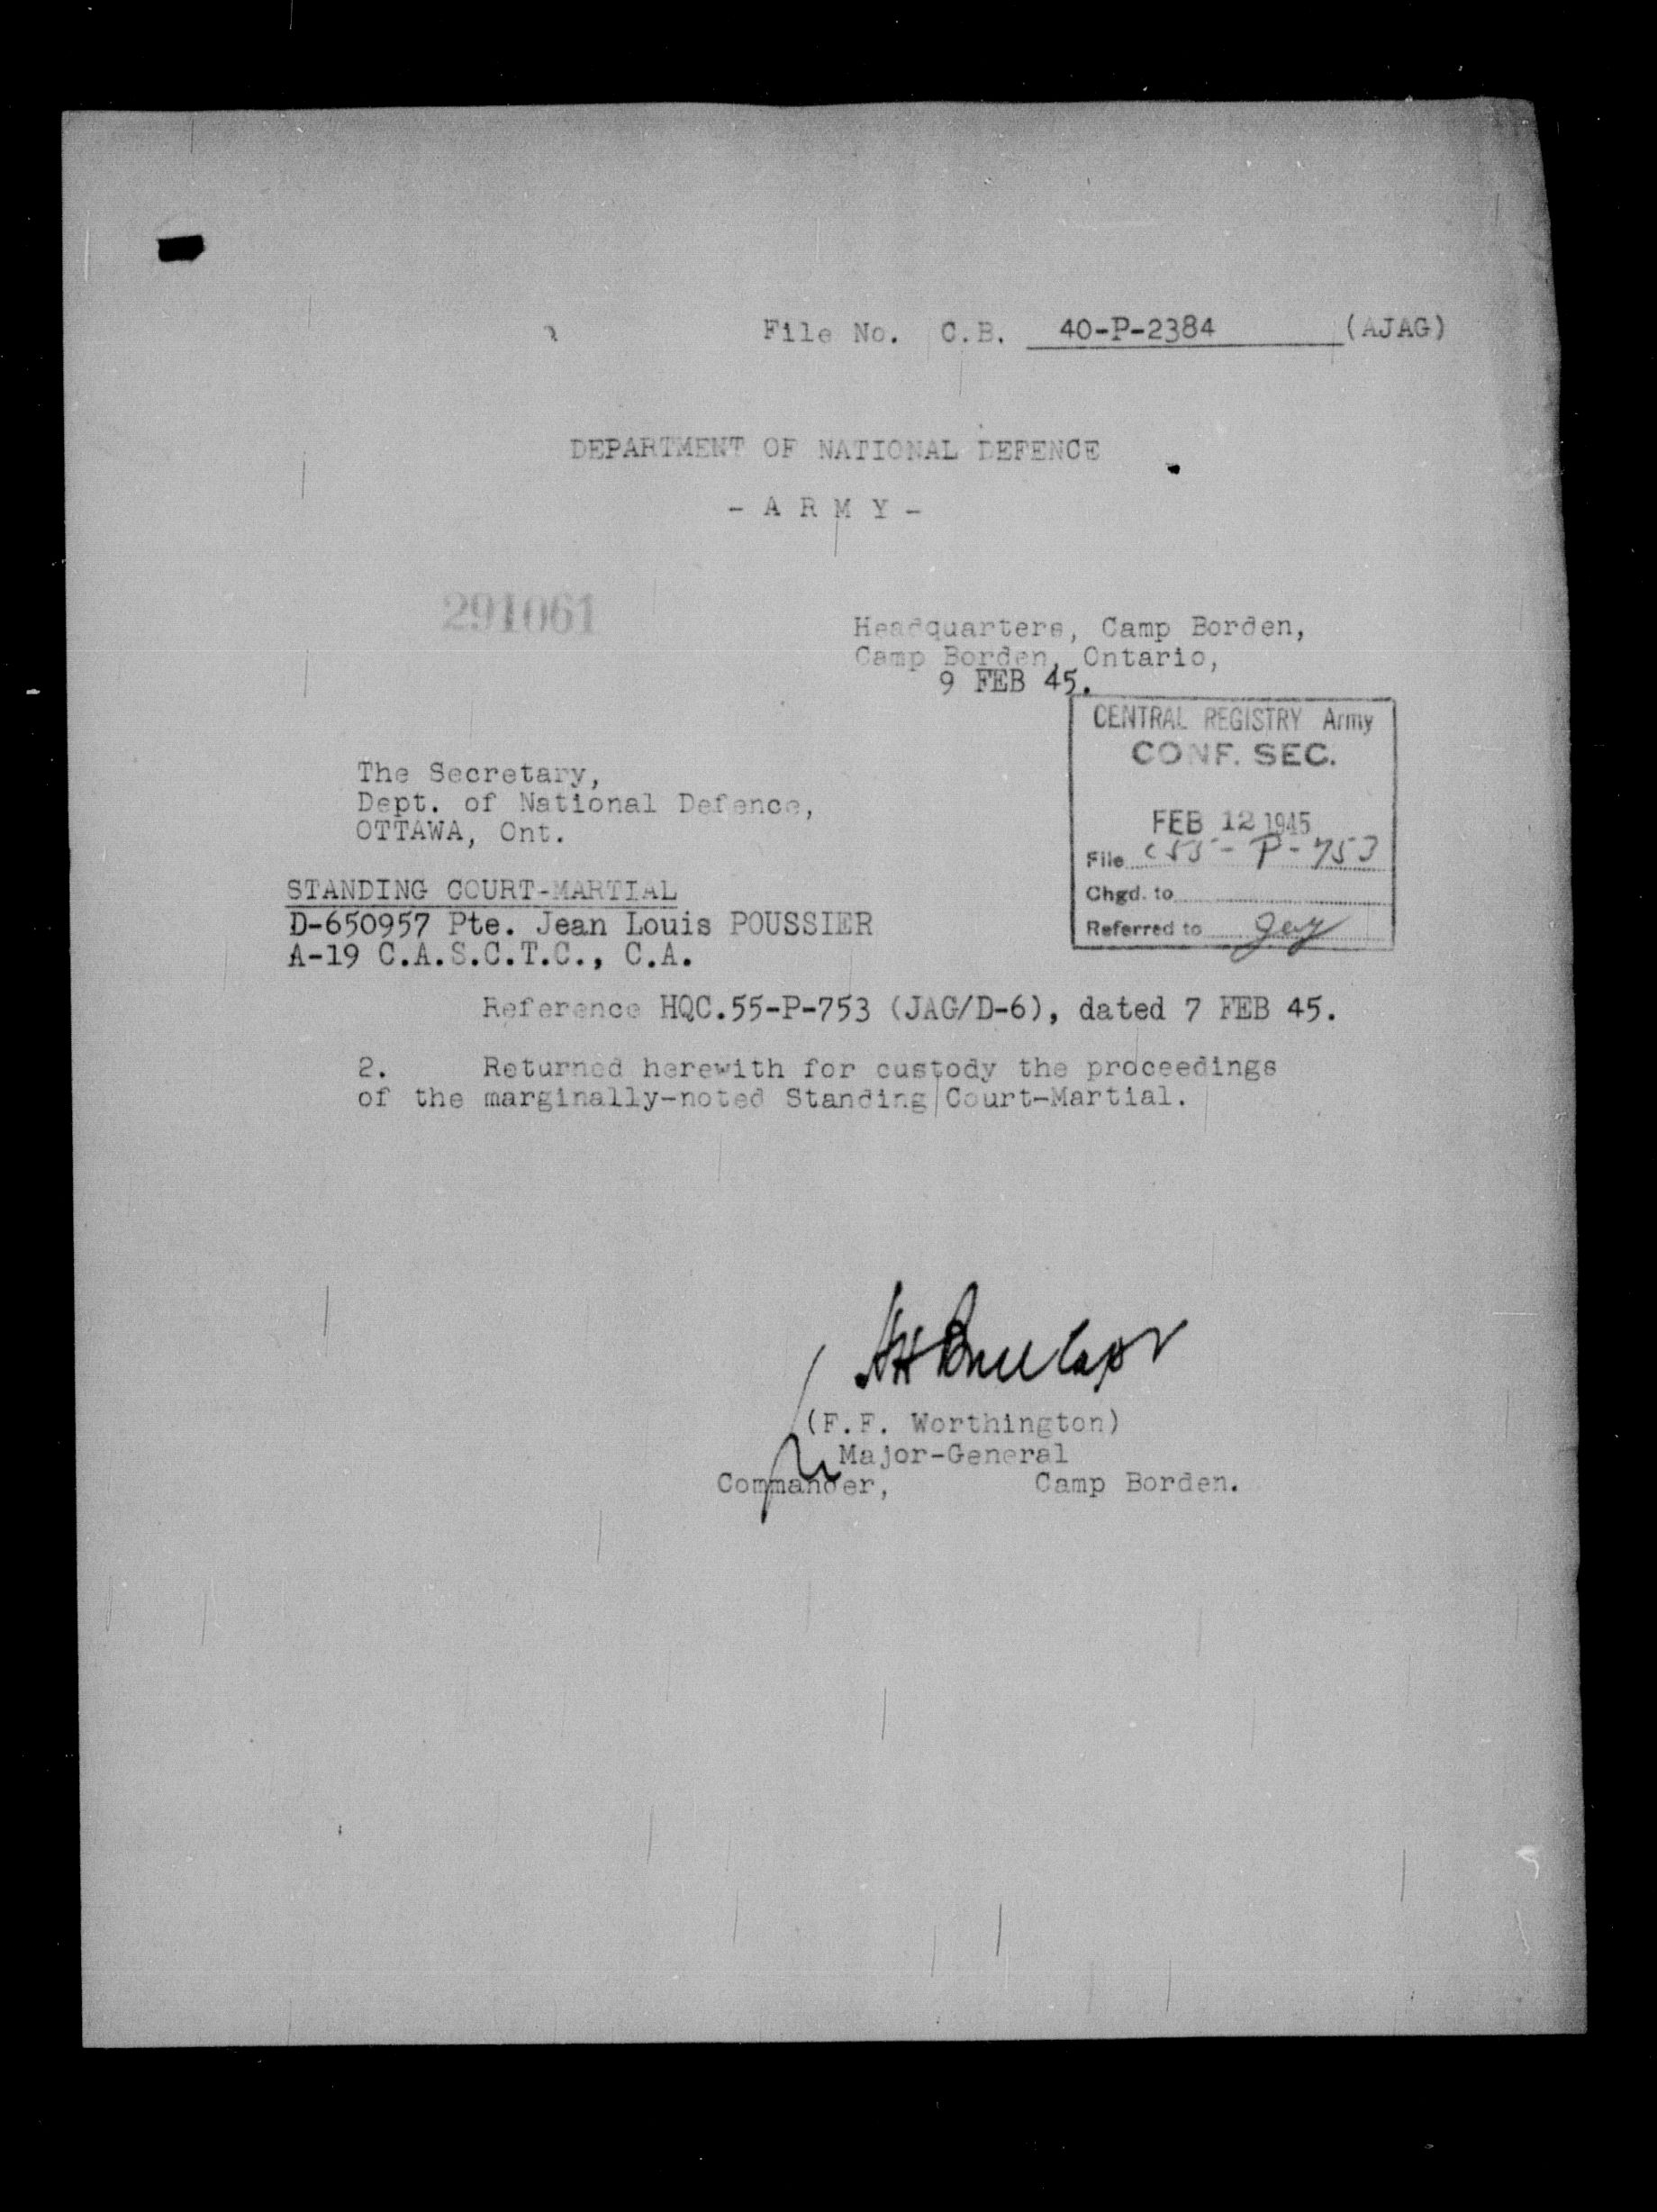 File No. C.B. 40-P-2384 (AJAG)
DEPARTMENT OF NATIONAL DEFENCE
- A R M Y -
291061
Headquarters, Camp Borden,
Camp Borden, Ontario,
9 FEB 45.
CENTRAL REGISTRY Army
CONF. SEC.
FEB 12 1945
File C55-P-753
Chgd. to
Referred to
The Secretary,
Dept. of National Defence,
OTTAWA, Ont.
STANDING COURT-MARTIAL
D-650957 Pte. Jean Louis POUSSIER
A-19 C.A.S.C.T.C., C.A.
Reference HQC.55-P-753 (JAG/D-6), dated 7 FEB 45.
2. Returned herewith for custody the proceedings
of the marginally-noted Standing Court-Martial.
(F.F. Worthington)
Major-General
Commander, Camp Borden.